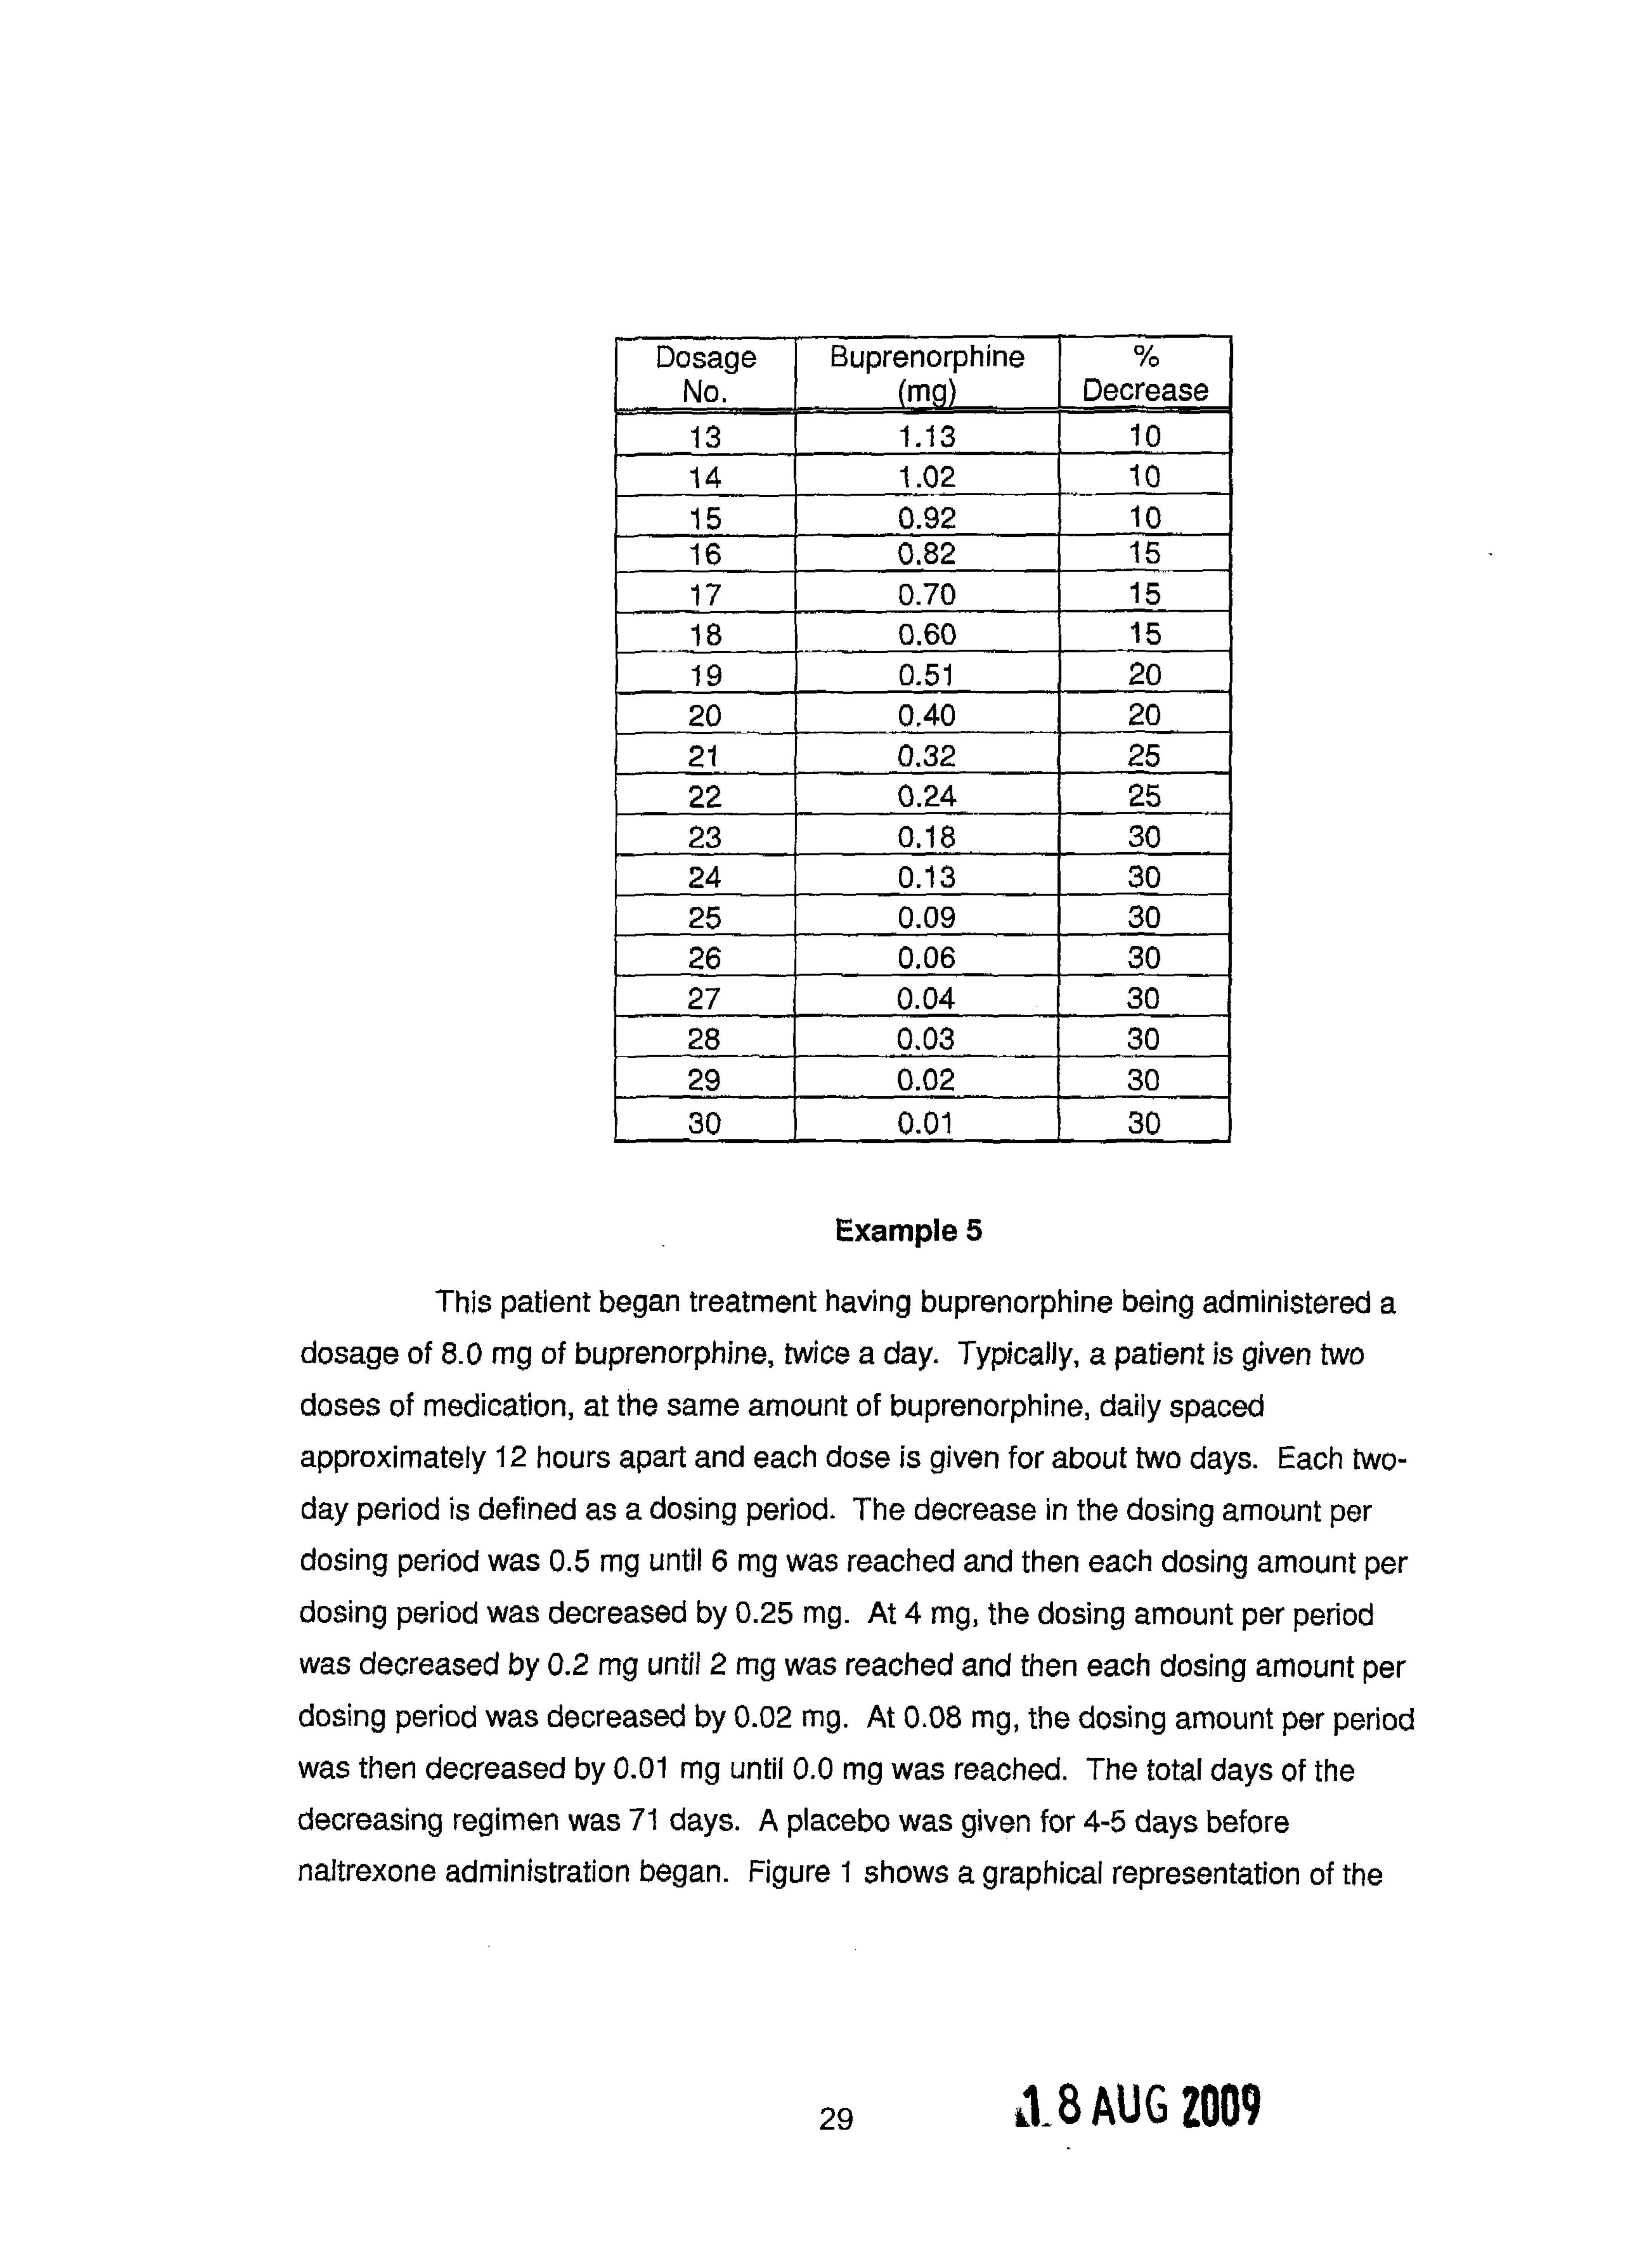 Dosage No. Buprenorphine (mg) % Decrease
13 1.13 10
14 1.02 10
15 0.92 10
16 0.82 15
17 0.70 15
18 0.60 15
19 0.51 20
20 0.40 20
21 0.32 25
22 0.24 25
23 0.18 30
24 0.13 30
25 0.09 30
26 0.06 30
27 0.04 30
28 0.03 30
29 0.02 30
30 0.01 30
Example 5
This patient began treatment having buprenorphine being administered a
dosage of 8.0 mg of buprenorphine, twice a day. Typically, a patient is given two
doses of medication, at the same amount of buprenorphine, daily spaced
approximately 12 hours apart and each dose is given for about two days. Each two-
day period is defined as a dosing period. The decrease in the dosing amount per
dosing period was 0.5 mg until 6 mg was reached and then each dosing amount per
dosing period was decreased by 0.25 mg. At 4 mg, the dosing amount per period
was decreased by 0.2 mg until 2 mg was reached and then each dosing amount per
dosing period was decreased by 0.02 mg. At 0.08 mg, the dosing amount per period
was then decreased by 0.01 mg until 0.0 mg was reached. The total days of the
decreasing regimen was 71 days. A placebo was given for 4-5 days before
naltrexone administration began. Figure 1 shows a graphical representation of the
29
18 AUG 2009